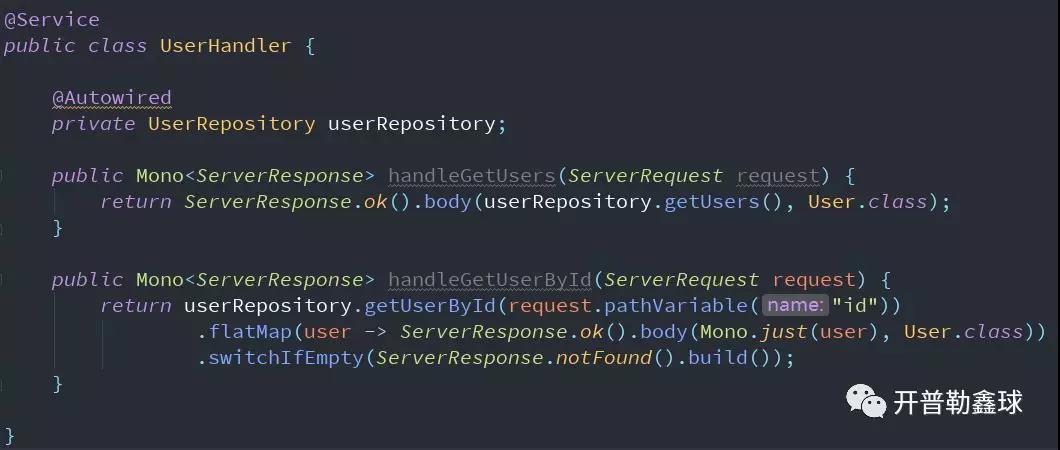 @Service
public class UserHandler {
@Autowired
private UserRepository userRepository;
public Mono<ServerResponse> handleGetUsers(ServerRequest request) {
return ServerResponse.ok().body(userRepository.getUsers(), User.class);
}
public Mono<ServerResponse> handleGetUserById(ServerRequest request) {
return userRepository.getUserById(request.pathVariable( name: "id"))
.flatMap(user -> ServerResponse.ok().body(Mono.just(user), User.class))
.switchIfEmpty(ServerResponse.notFound().build());
}
开普勒鑫球
}